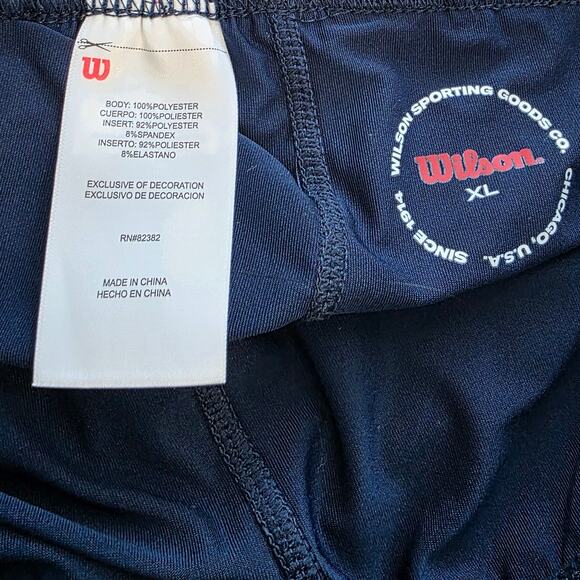 W
BODY: 100%POLYESTER
CUERPO: 100%POLIESTER
INSERT: 92%POLYESTER
8%SPANDEX
INSERTO: 92%POLIESTER
8%ELASTANO
EXCLUSIVE OF DECORATION
EXCLUSIVO DE DECORACION
RN#82382
MADE IN CHINA
HECHO EN CHINA
WILSON SPORTING GOODS CO.
CHICAGO, U.S.A.
SINCE 1914
Wilson
XL